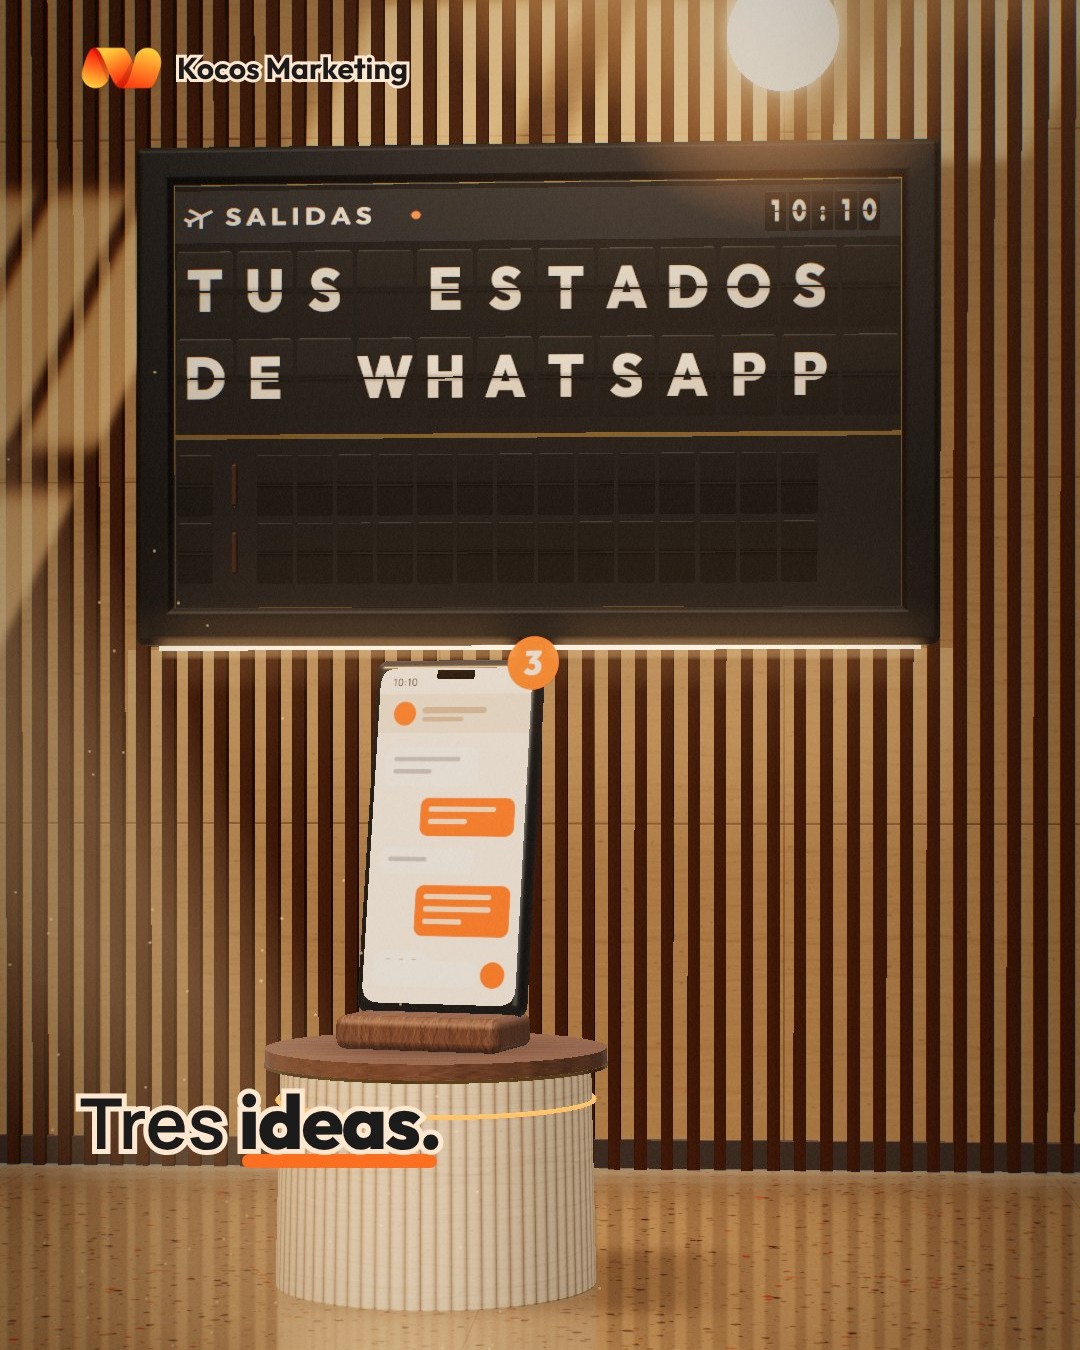 Kocos Marketing
SALIDAS
10:10
TUS ESTADOS
DE WHATSAPP
3
10:10
Tres ideas.